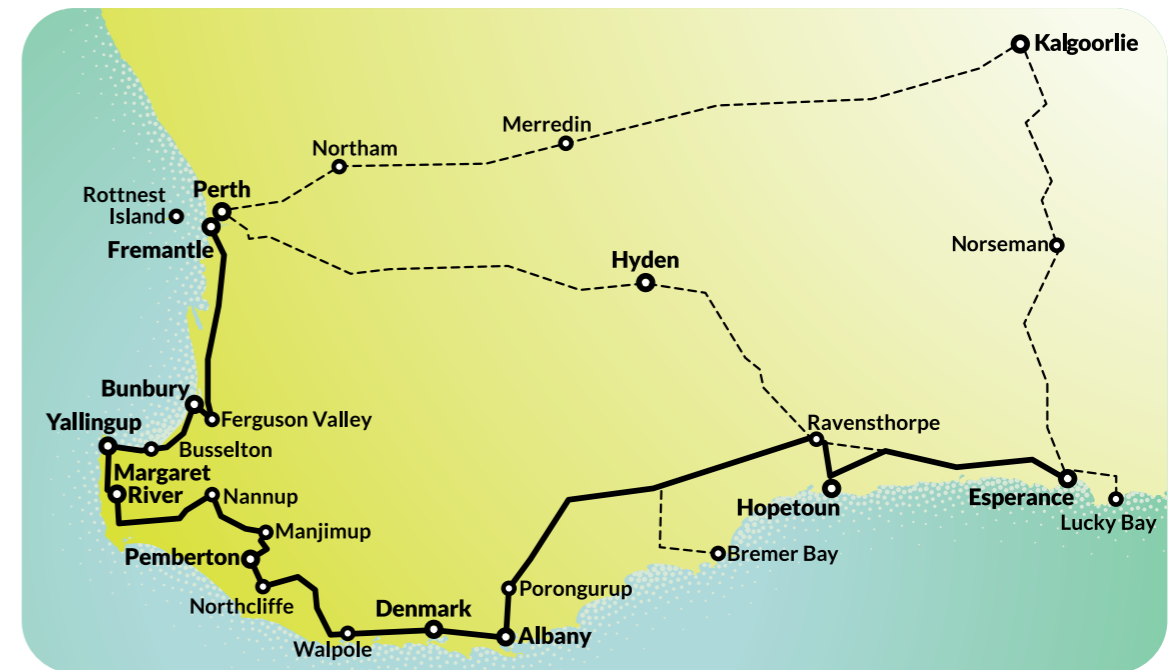 Kalgoorlie
Merredin
Northam
Rottnest
Island
Perth
Fremantle
Norseman
Hyden
Bunbury
Ferguson Valley
Yallingup
Busselton
Ravensthorpe
Margaret
River
Nannup
Esperance
Hopetoun
Lucky Bay
Manjimup
Pemberton
Bremer Bay
Porongurup
Northcliffe
Denmark
Albany
Walpole